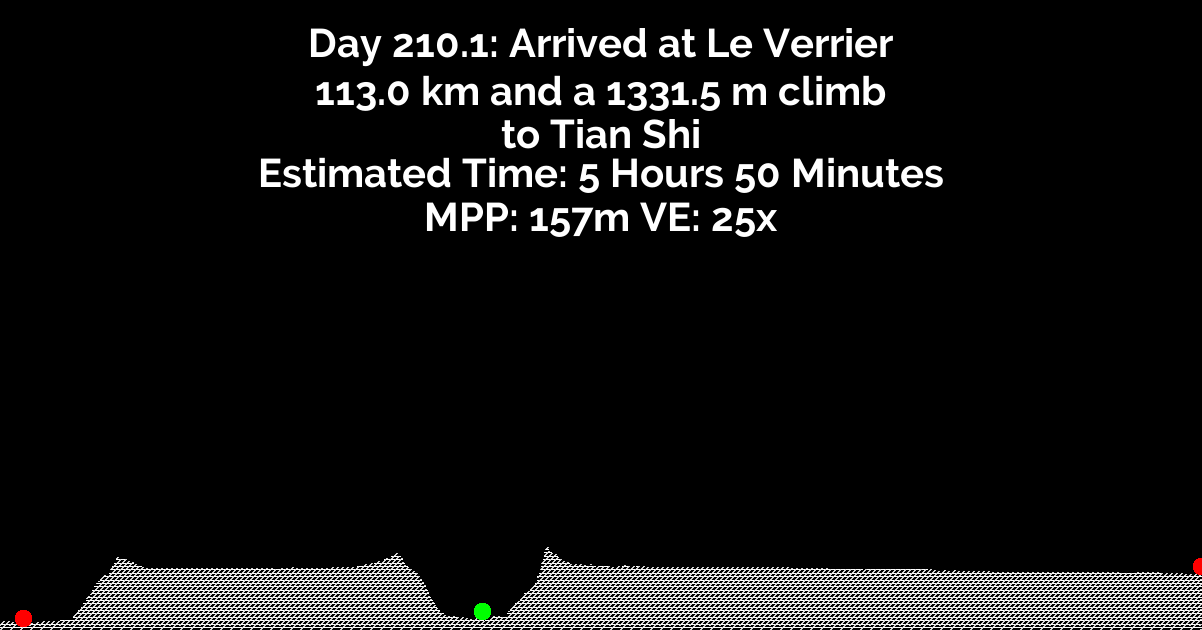 Day 210.1: Arrived at Le Verrier
113.0 km and a 1331.5 m climb
to Tian Shi
Estimated Time: 5 Hours 50 Minutes
MPP: 157m VE: 25x